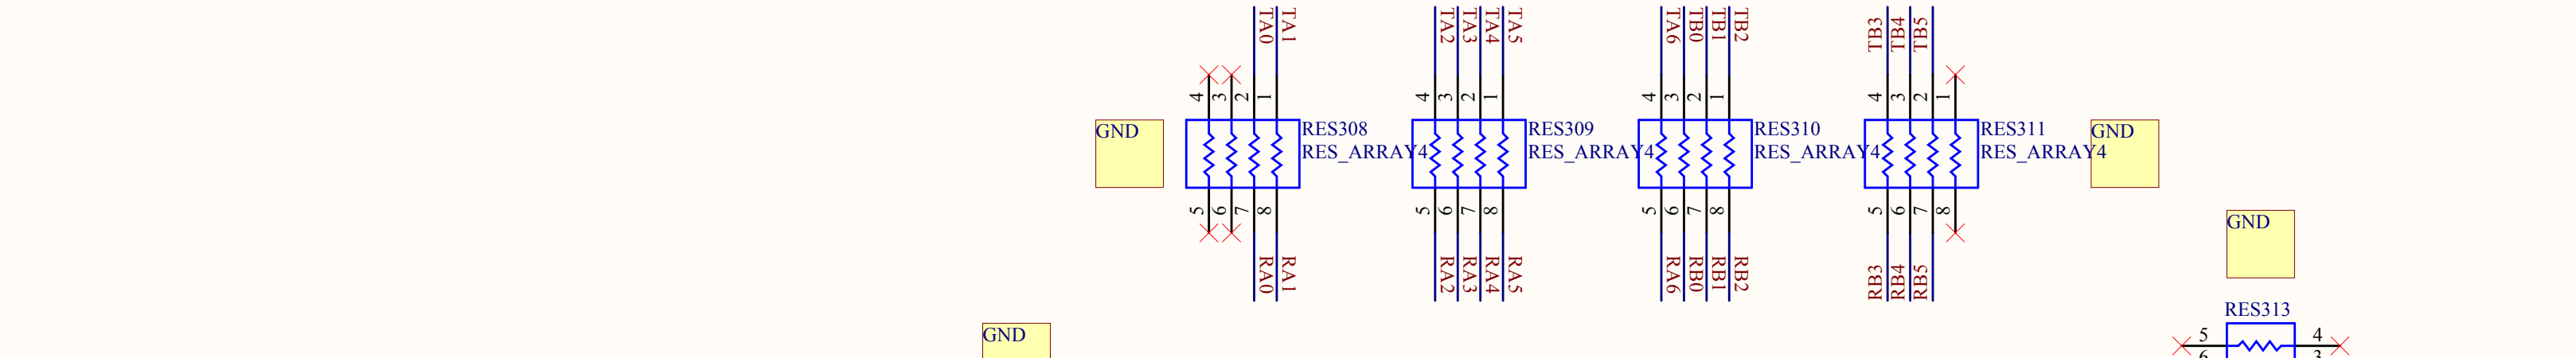 TA0 TA1 TA2 TA3 TA4 TA5 TA6 TB0 TB1 TB2 TB3 TB4 TB5
4 3 2 1 4 3 2 1 4 3 2 1 4 3 2 1
GND RES308 RES309 RES310 RES311 GND
RES_ARRAY4 RES_ARRAY4 RES_ARRAY4 RES_ARRAY4
5 6 7 8 5 6 7 8 5 6 7 8 5 6 7 8
GND
RA0 RA1 RA2 RA3 RA4 RA5 RA6 RB0 RB1 RB2 RB3 RB4 RB5
RES313
GND 5 4
6 3